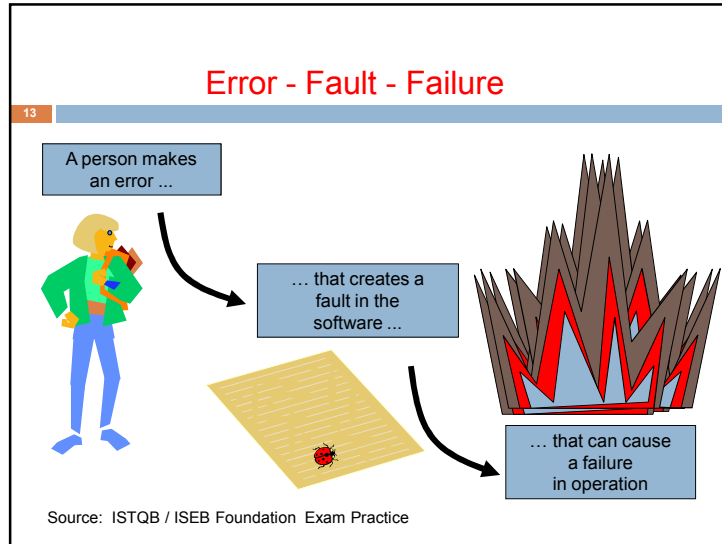 Error - Fault - Failure
13
A person makes
an error ...
… that creates a
fault in the
software ...
… that can cause
a failure
in operation
Source: ISTQB / ISEB Foundation Exam Practice